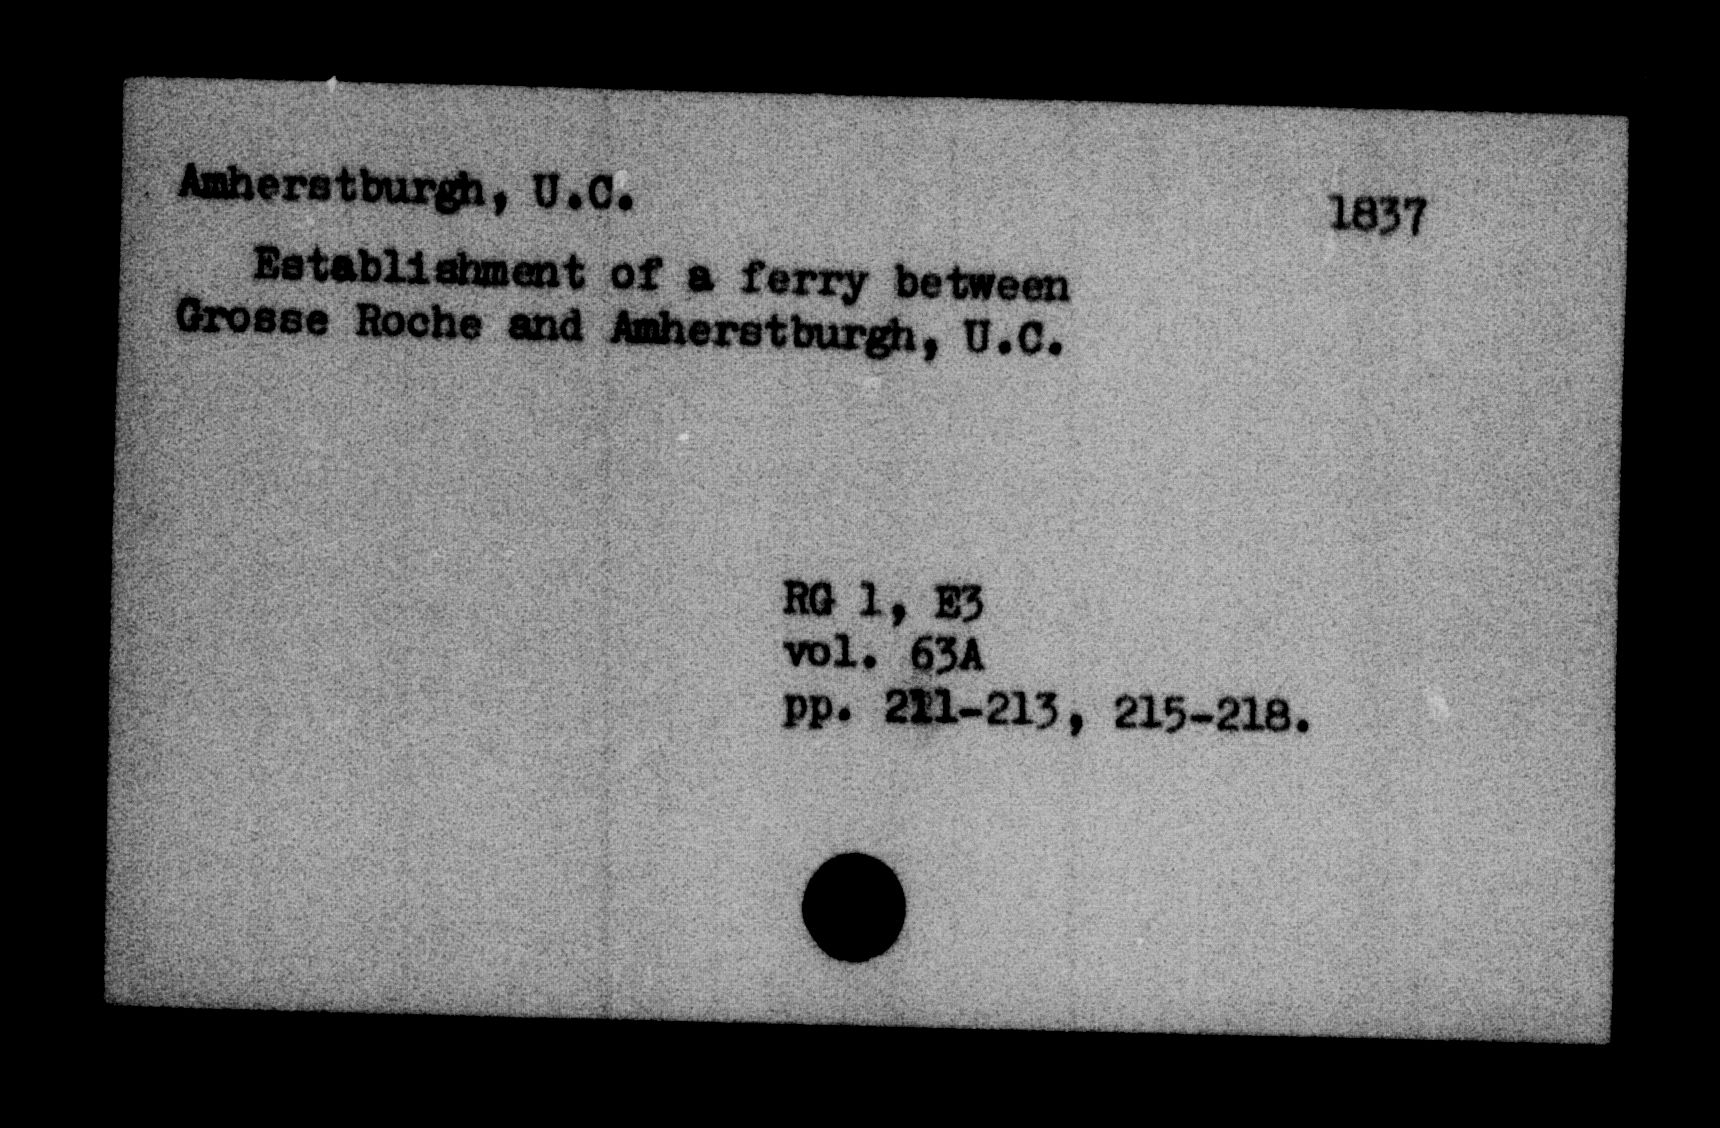 Amherstburgh, U.C.
1837
Establishment of a ferry between
Grosse Roche and Amherstburgh, U.C.
RG 1, E3
vol. 63A
pp. 211-213, 215-218.